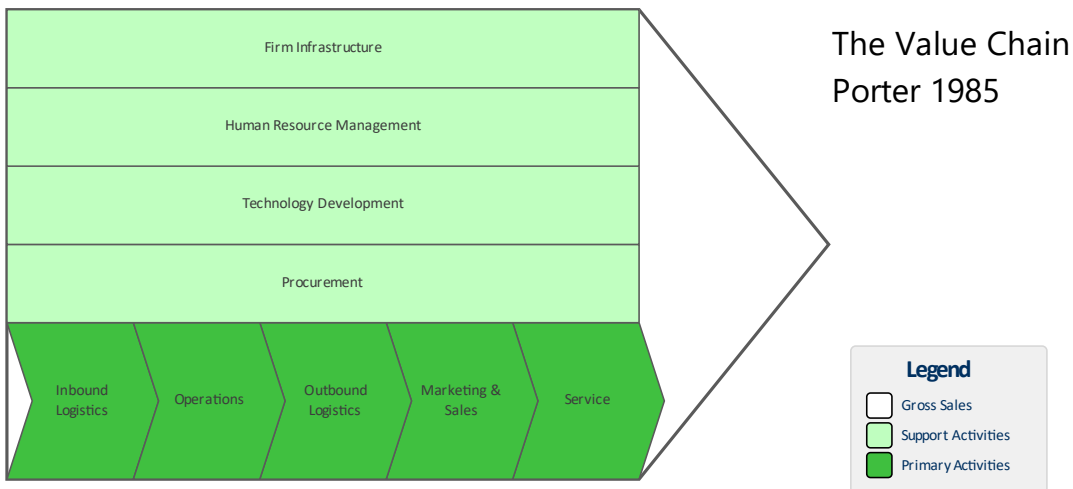 Firm Infrastructure
The Value Chain
Porter 1985
Human Resource Management
Technology Development
Procurement
Inbound
Logistics
Operations
Outbound
Logistics
Marketing &
Sales
Service
Legend
Gross Sales
Support Activities
Primary Activities